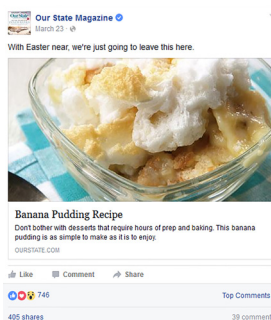 Our State Magazine
March 23 ·
With Easter near, we're just going to leave this here.
Banana Pudding Recipe
Don't bother with desserts that require hours of prep and baking. This banana
pudding is as simple to make as it is to enjoy.
OURSTATE.COM
Like Comment Share
746 Top Comments
405 shares 39 comment